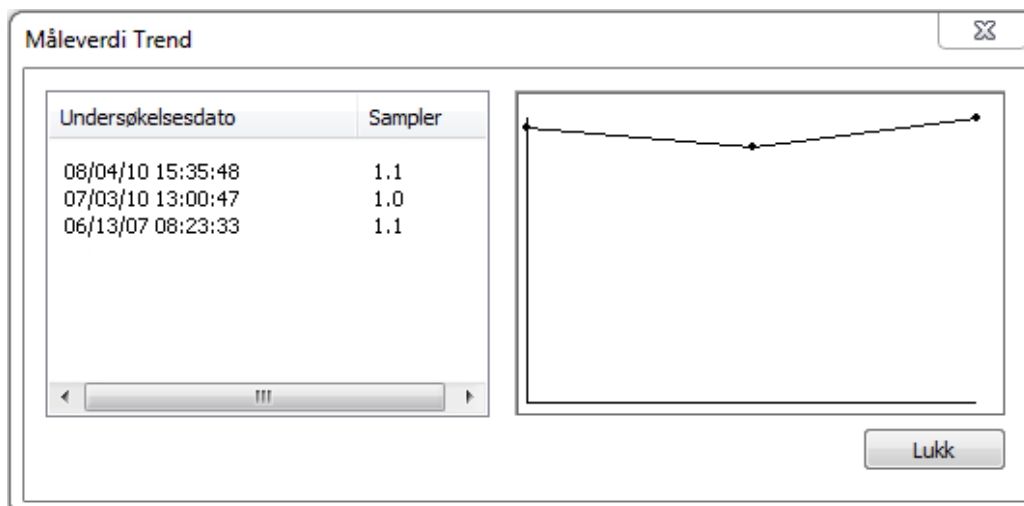 Måleverdi Trend
Undersøkelsesdato Sampler
08/04/10 15:35:48 1.1
07/03/10 13:00:47 1.0
06/13/07 08:23:33 1.1
Lukk